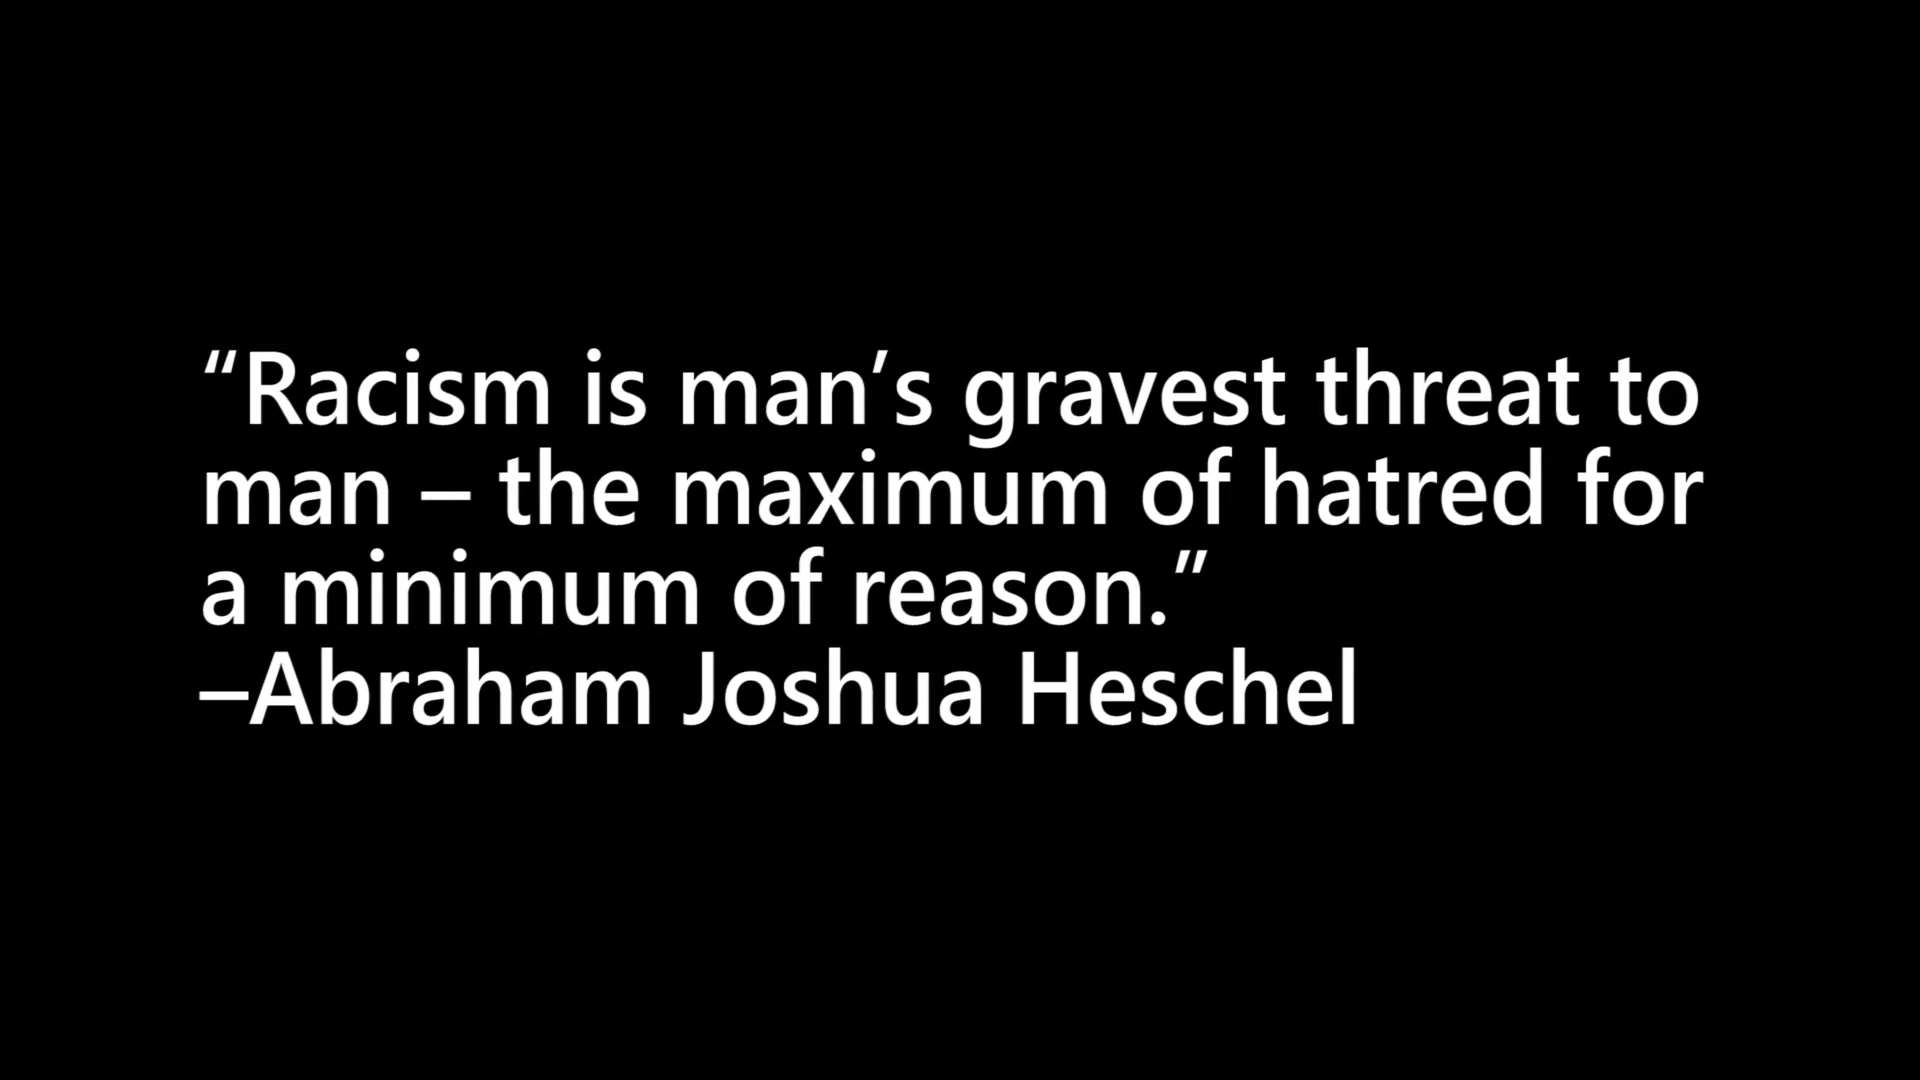 “Racism is man’s gravest threat to
man – the maximum of hatred for
a minimum of reason.”
–Abraham Joshua Heschel